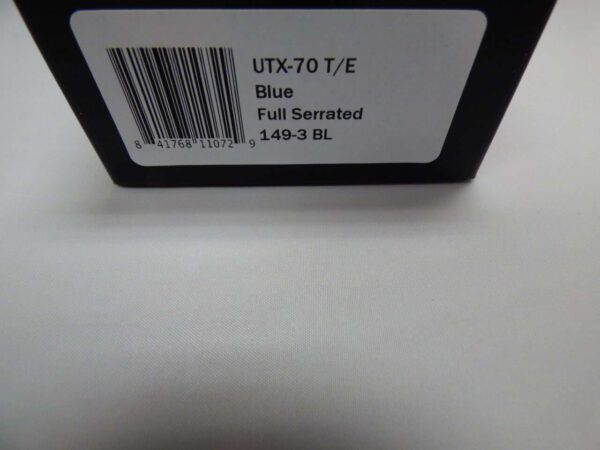 UTX-70 T/E
Blue
Full Serrated
149-3 BL
8 41768 11072 9